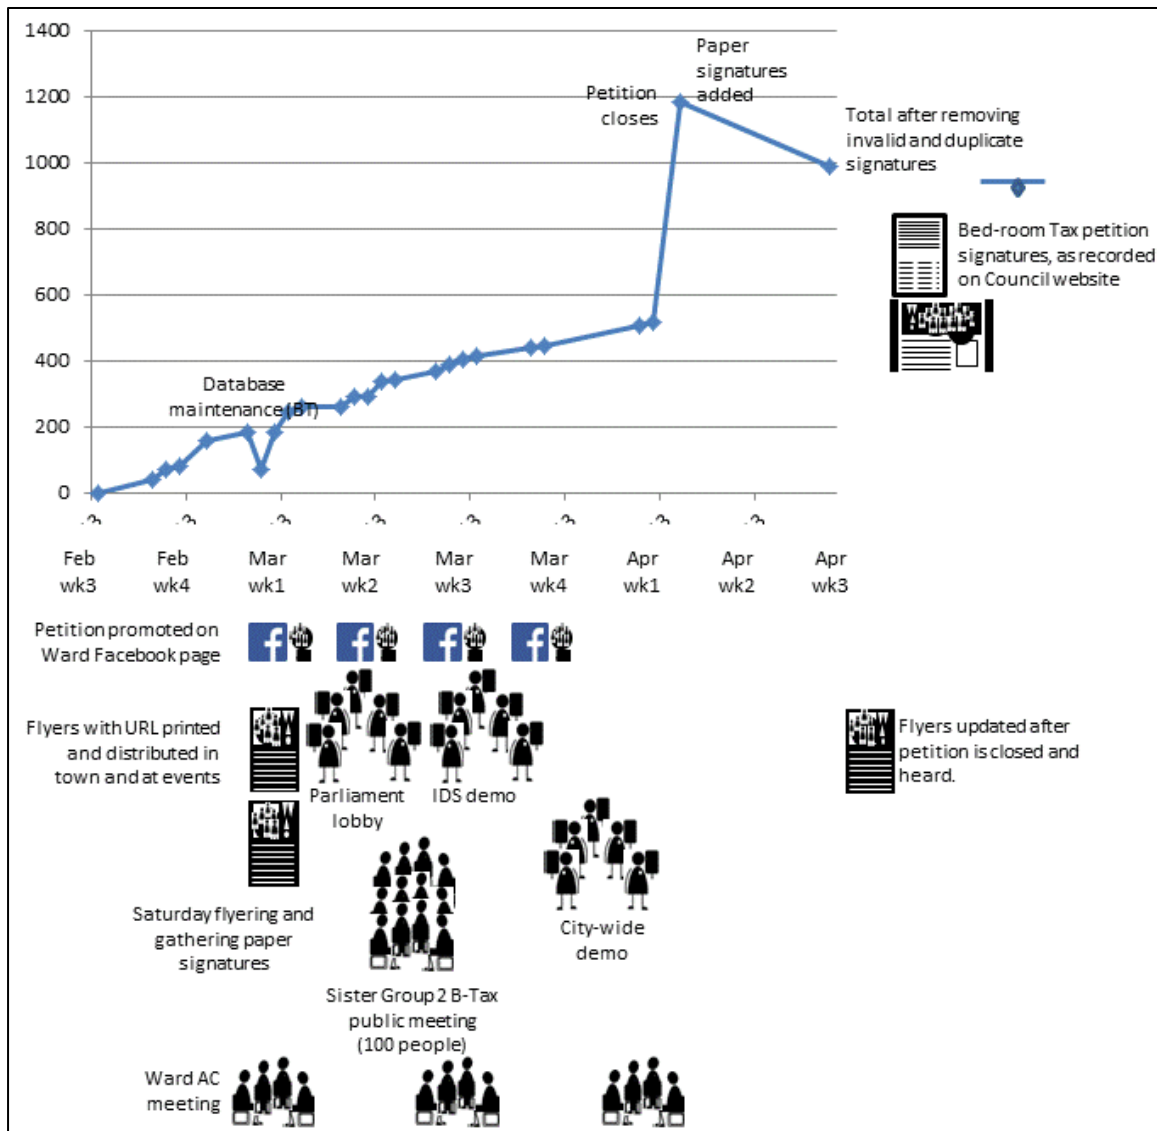 1400
1200
1000
800
600
400
200
0
Paper
signatures
added
Petition
closes
Total after removing
invalid and duplicate
signatures
Bed-room Tax petition
signatures, as recorded
on Council website
Database
maintenance (BT)
Feb
wk3
Feb
wk4
Mar
wk1
Mar
wk2
Mar
wk3
Mar
wk4
Apr
wk1
Apr
wk2
Apr
wk3
Petition promoted on
Ward Facebook page
Flyers with URL printed
and distributed in
town and at events
Parliament
lobby
IDS demo
Flyers updated after
petition is closed and
heard.
Saturday flyering and
gathering paper
signatures
City-wide
demo
Sister Group 2 B-Tax
public meeting
(100 people)
Ward AC
meeting